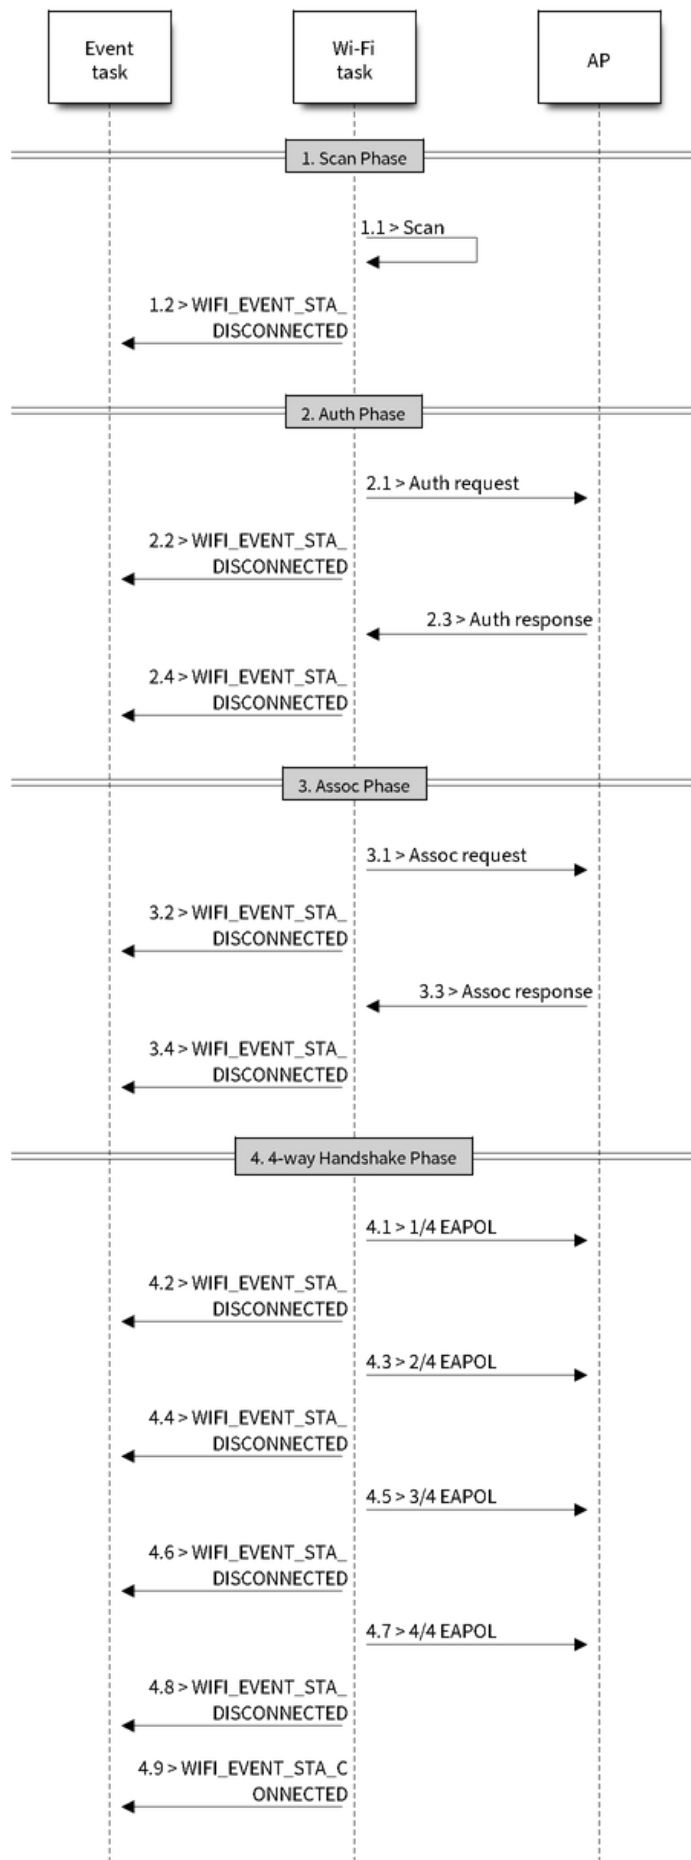 Event
task
Wi-Fi
task
AP
1. Scan Phase
1.1 > Scan
1.2 > WIFI_EVENT_STA_
DISCONNECTED
2. Auth Phase
2.1 > Auth request
2.2 > WIFI_EVENT_STA_
DISCONNECTED
2.3 > Auth response
2.4 > WIFI_EVENT_STA_
DISCONNECTED
3. Assoc Phase
3.1 > Assoc request
3.2 > WIFI_EVENT_STA_
DISCONNECTED
3.3 > Assoc response
3.4 > WIFI_EVENT_STA_
DISCONNECTED
4. 4-way Handshake Phase
4.1 > 1/4 EAPOL
4.2 > WIFI_EVENT_STA_
DISCONNECTED
4.3 > 2/4 EAPOL
4.4 > WIFI_EVENT_STA_
DISCONNECTED
4.5 > 3/4 EAPOL
4.6 > WIFI_EVENT_STA_
DISCONNECTED
4.7 > 4/4 EAPOL
4.8 > WIFI_EVENT_STA_
DISCONNECTED
4.9 > WIFI_EVENT_STA_C
ONNECTED